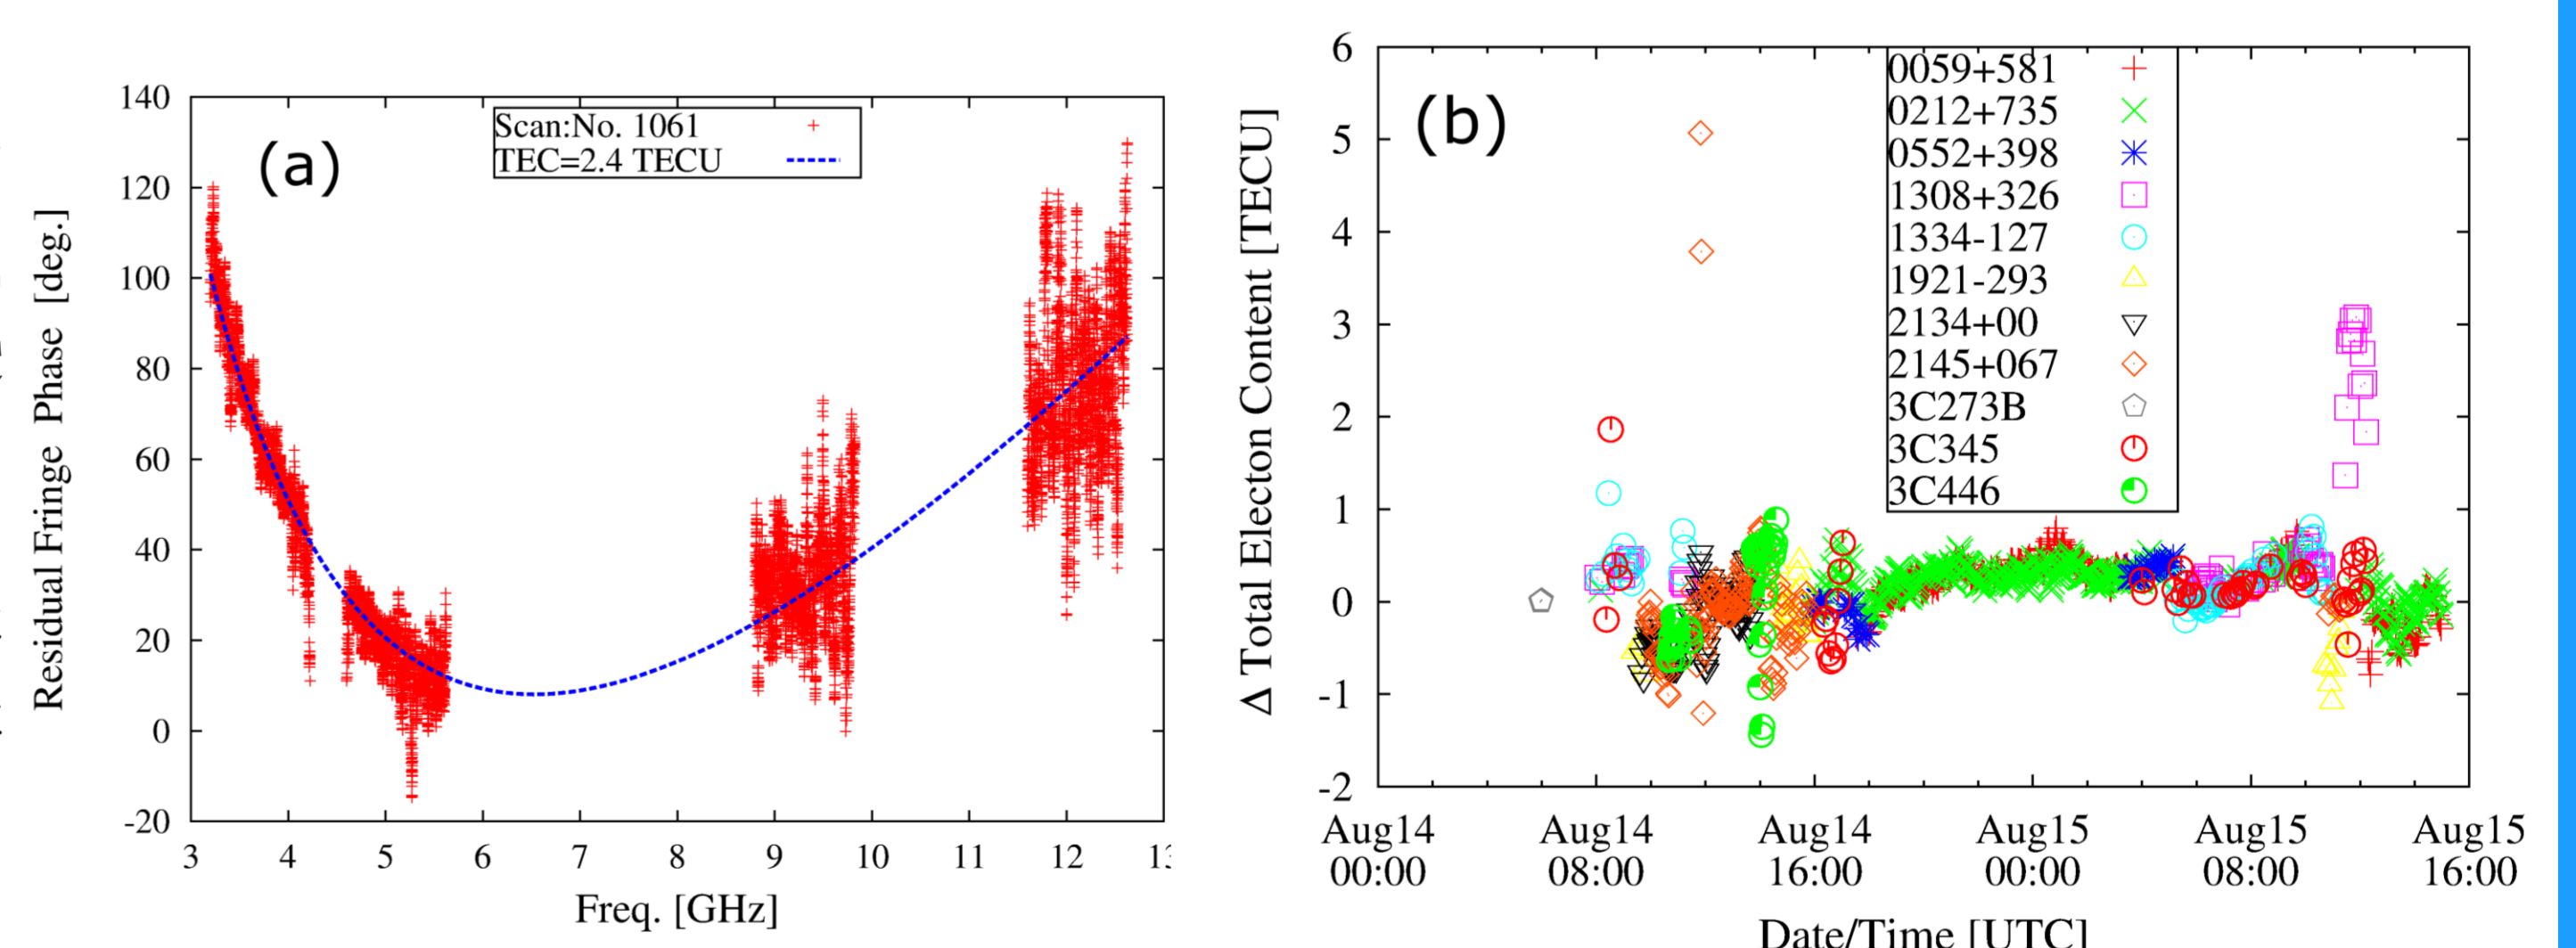 (a)
Scan:No. 1061
TEC=2.4 TECU
Residual Fringe Phase [deg.]
140
120
100
80
60
40
20
0
-20
3 4 5 6 7 8 9 10 11 12
Freq. [GHz]
(b)
0059+581
0212+735
0552+398
1308+326
1334-127
1921-293
2134+00
2145+067
3C273B
3C345
3C446
Δ Total Electon Content [TECU]
6
5
4
3
2
1
0
-1
-2
Aug14 Aug14 Aug14 Aug15 Aug15 Aug15
00:00 08:00 16:00 00:00 08:00 16:00
Date/Time [UTC]